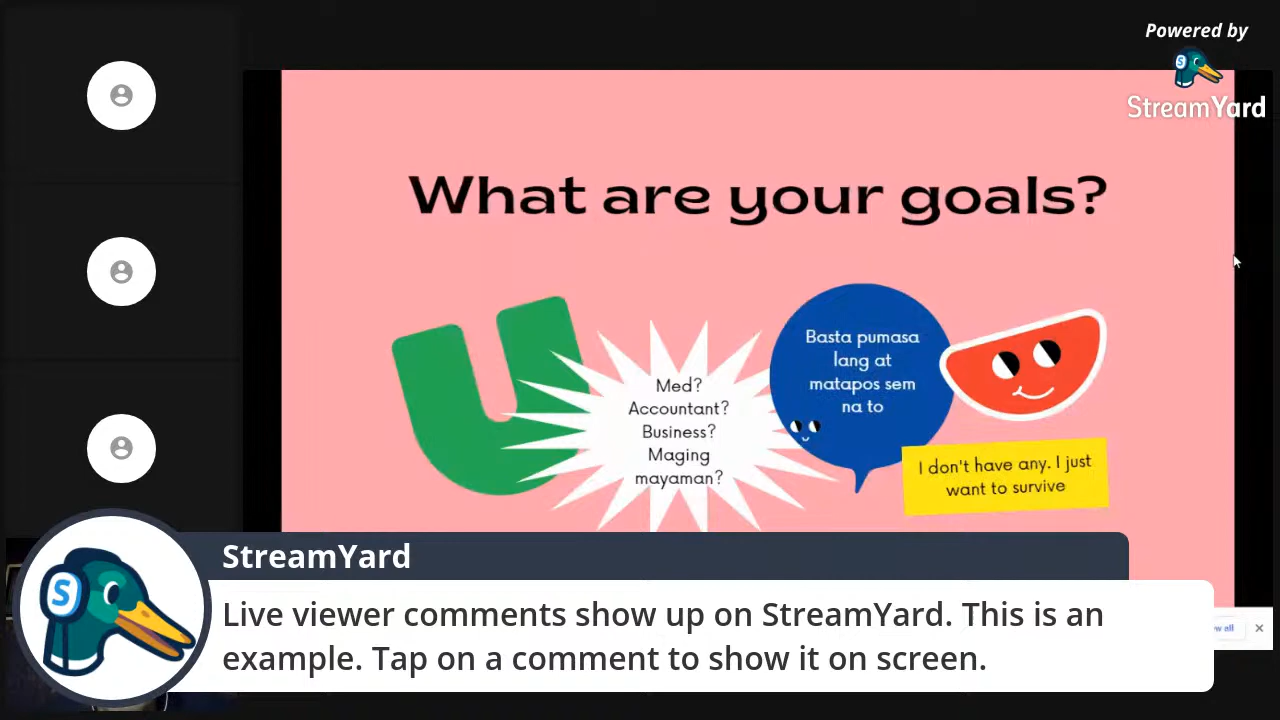 Powered by
StreamYard
What are your goals?
Med?
Accountant?
Business?
Maging
mayaman?
Basta pumasa
lang at
matapos sem
na to
I don't have any. I just
want to survive
StreamYard
Live viewer comments show up on StreamYard. This is an
example. Tap on a comment to show it on screen.
all